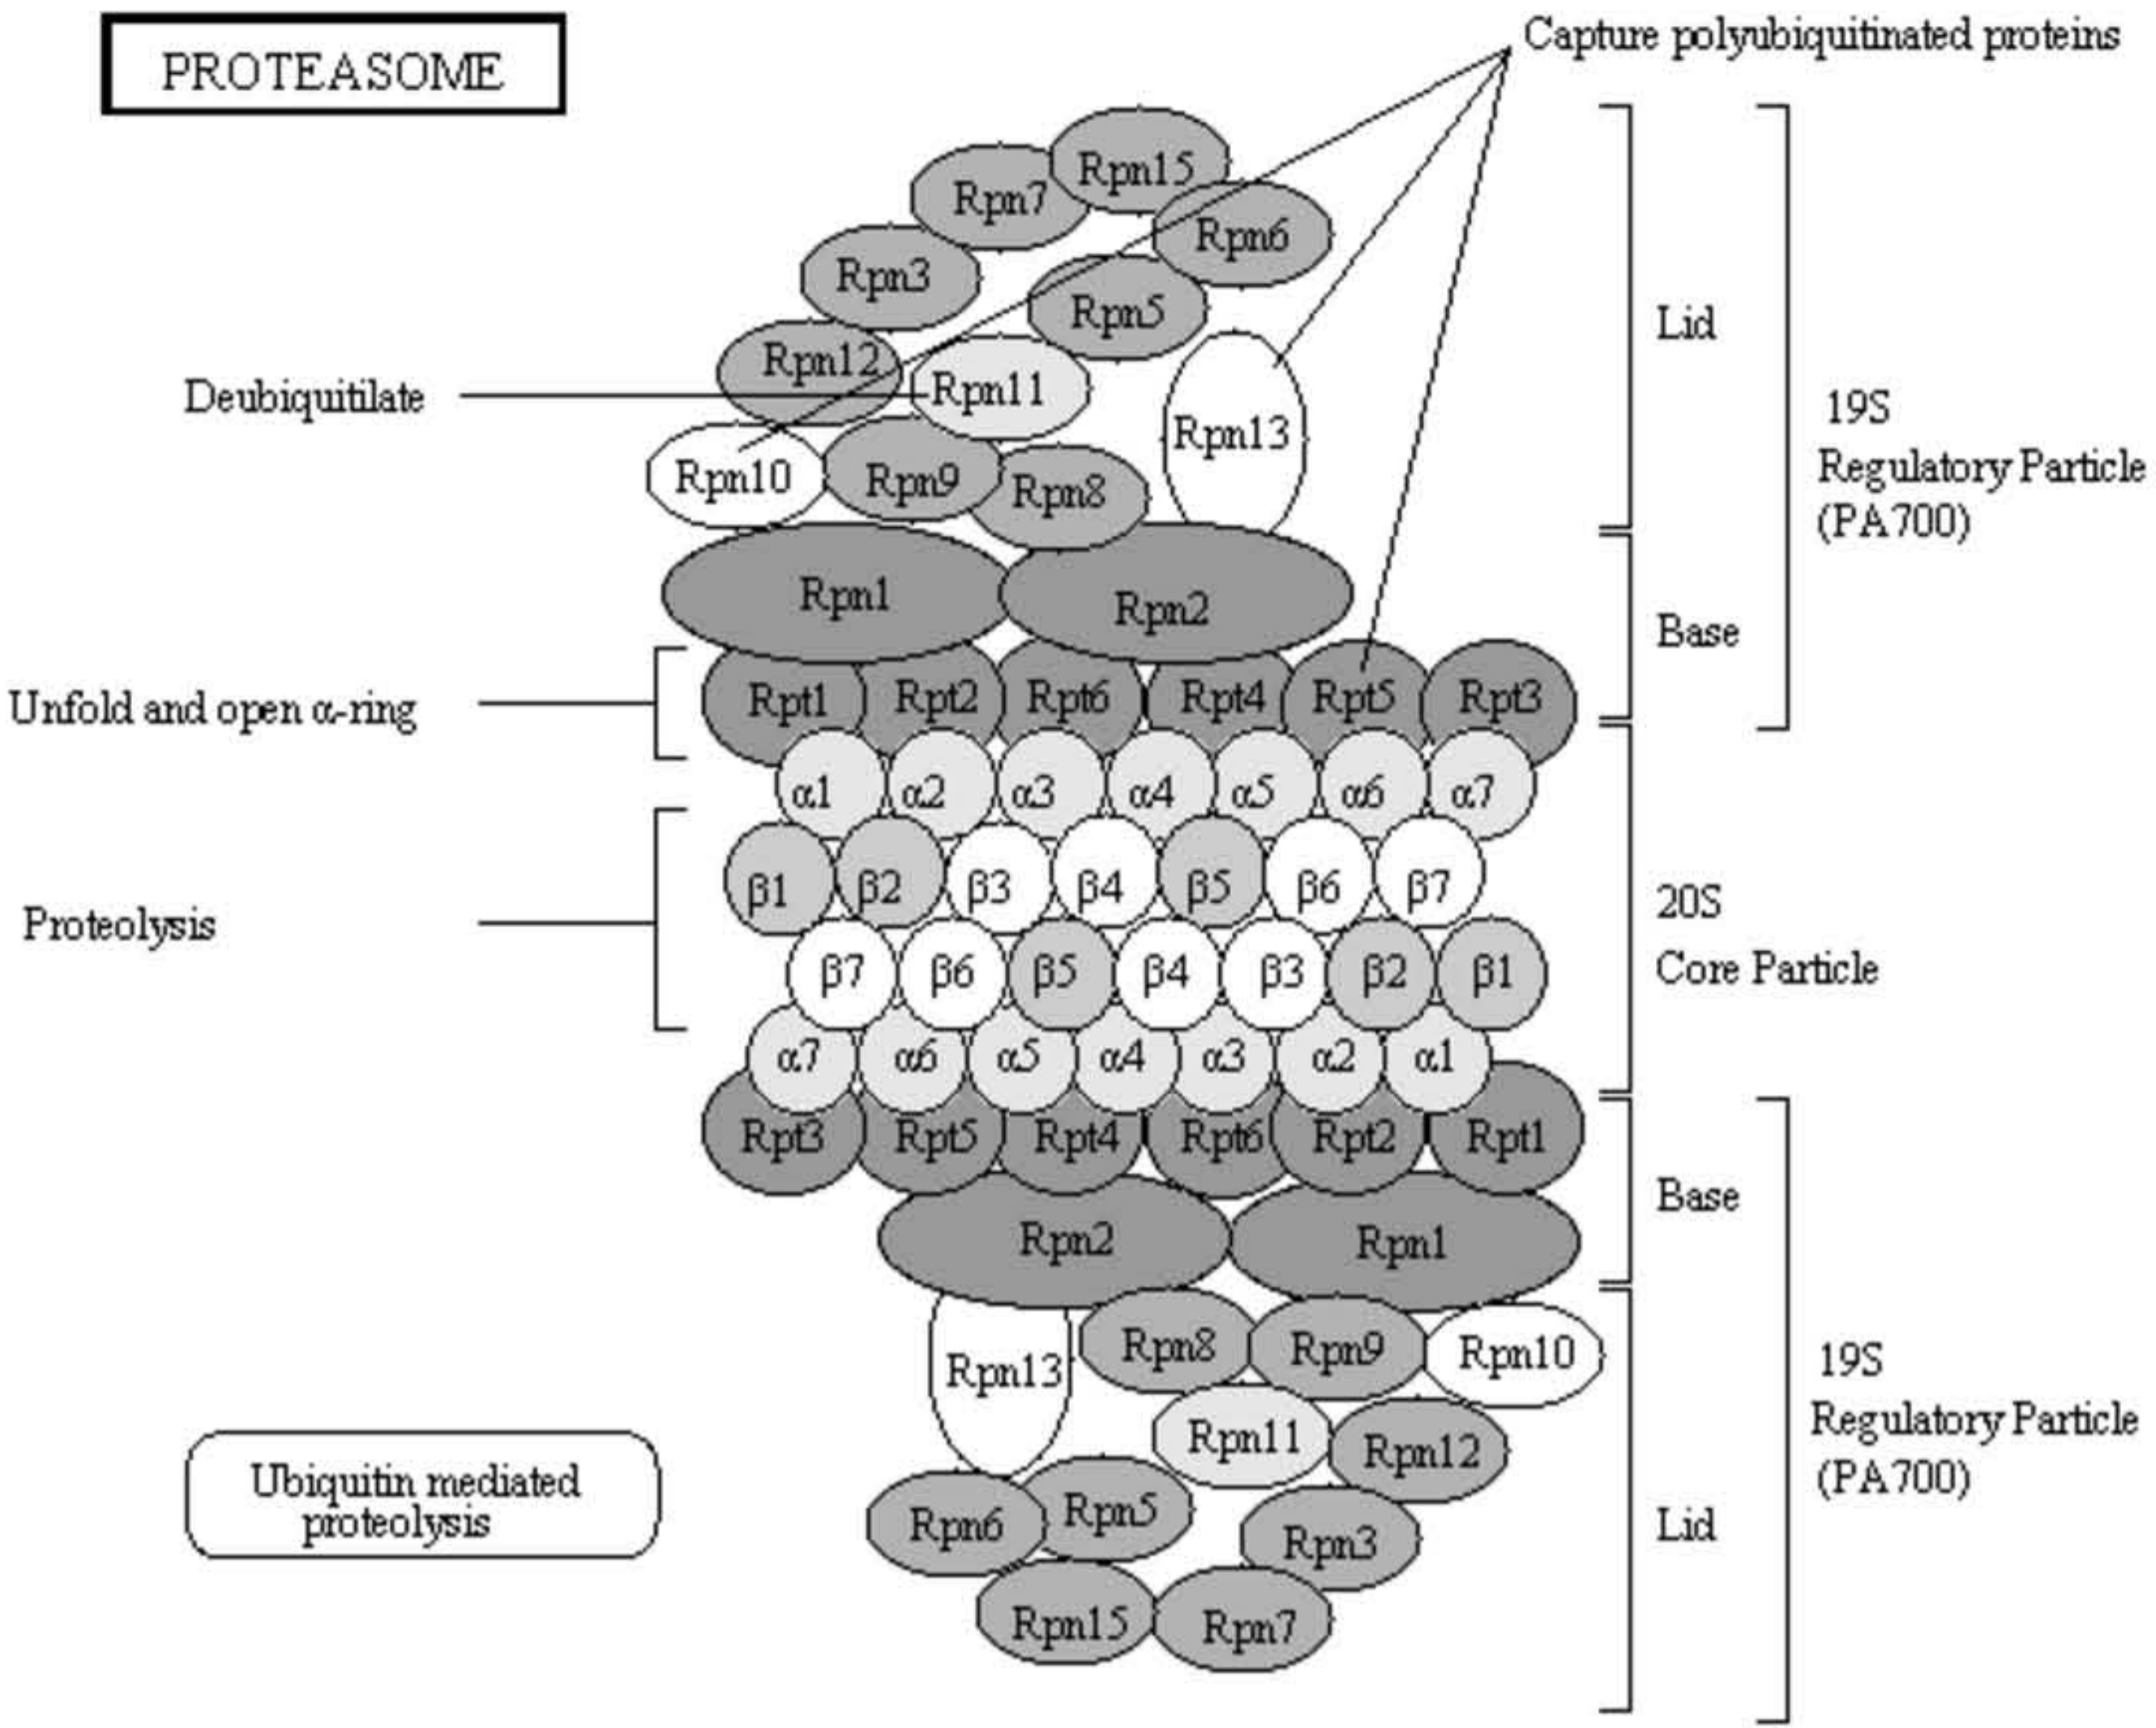 PROTEASOME
Capture polyubiquitinated proteins
Rpn15
Rpn7
Rpn6
Rpn3
Rpn5
Lid
Rpn12
Deubiquitilate
Rpn11
19S
Regulatory Particle
(PA700)
Rpn13
Rpn10
Rpn9
Rpn8
Rpn1
Rpn2
Base
Unfold and open α-ring
Rpt1 Rpt2 Rpt6 Rpt4 Rpt5 Rpt3
α1 α2 α3 α4 α5 α6 α7
β1 β2 β3 β4 β5 β6 β7
Proteolysis
20S
Core Particle
β7 β6 β5 β4 β3 β2 β1
α7 α6 α5 α4 α3 α2 α1
Rpt3 Rpt5 Rpt4 Rpt6 Rpt2 Rpt1
Base
Rpn2 Rpn1
Rpn13 Rpn8 Rpn9 Rpn10
19S
Regulatory Particle
(PA700)
Rpn11 Rpn12
Ubiquitin mediated
proteolysis
Rpn6 Rpn5 Rpn3
Lid
Rpn15 Rpn7